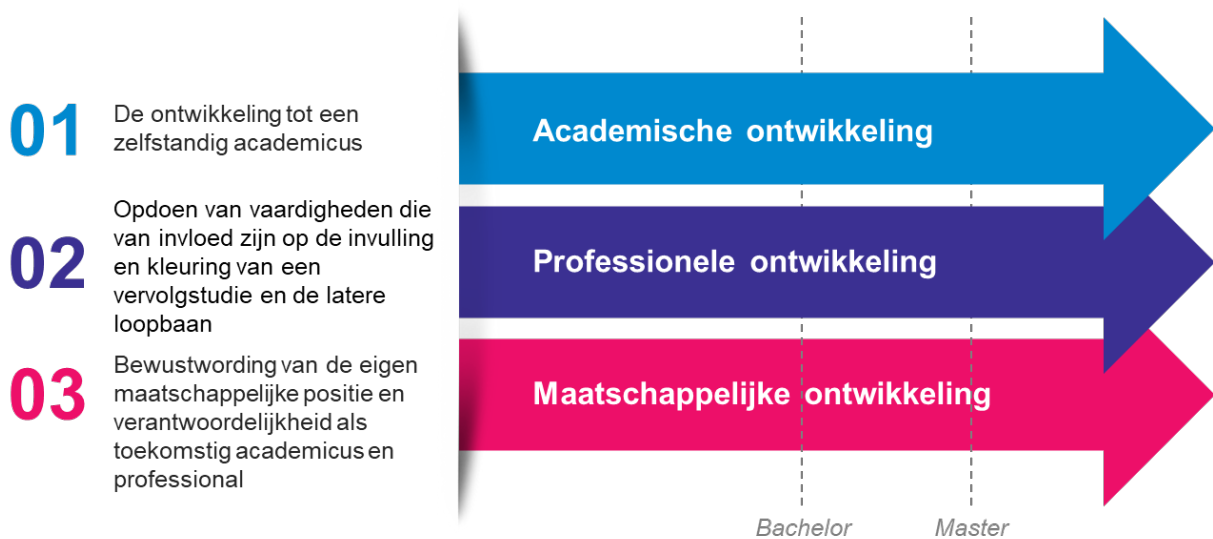 01
De ontwikkeling tot een
zelfstandig academicus
Academische ontwikkeling
02
Opdoen van vaardigheden die
van invloed zijn op de invulling
en kleuring van een
vervolgstudie en de latere
loopbaan
Professionele ontwikkeling
03
Bewustwording van de eigen
maatschappelijke positie en
verantwoordelijkheid als
toekomstig academicus en
professional
Maatschappelijke ontwikkeling
Bachelor
Master